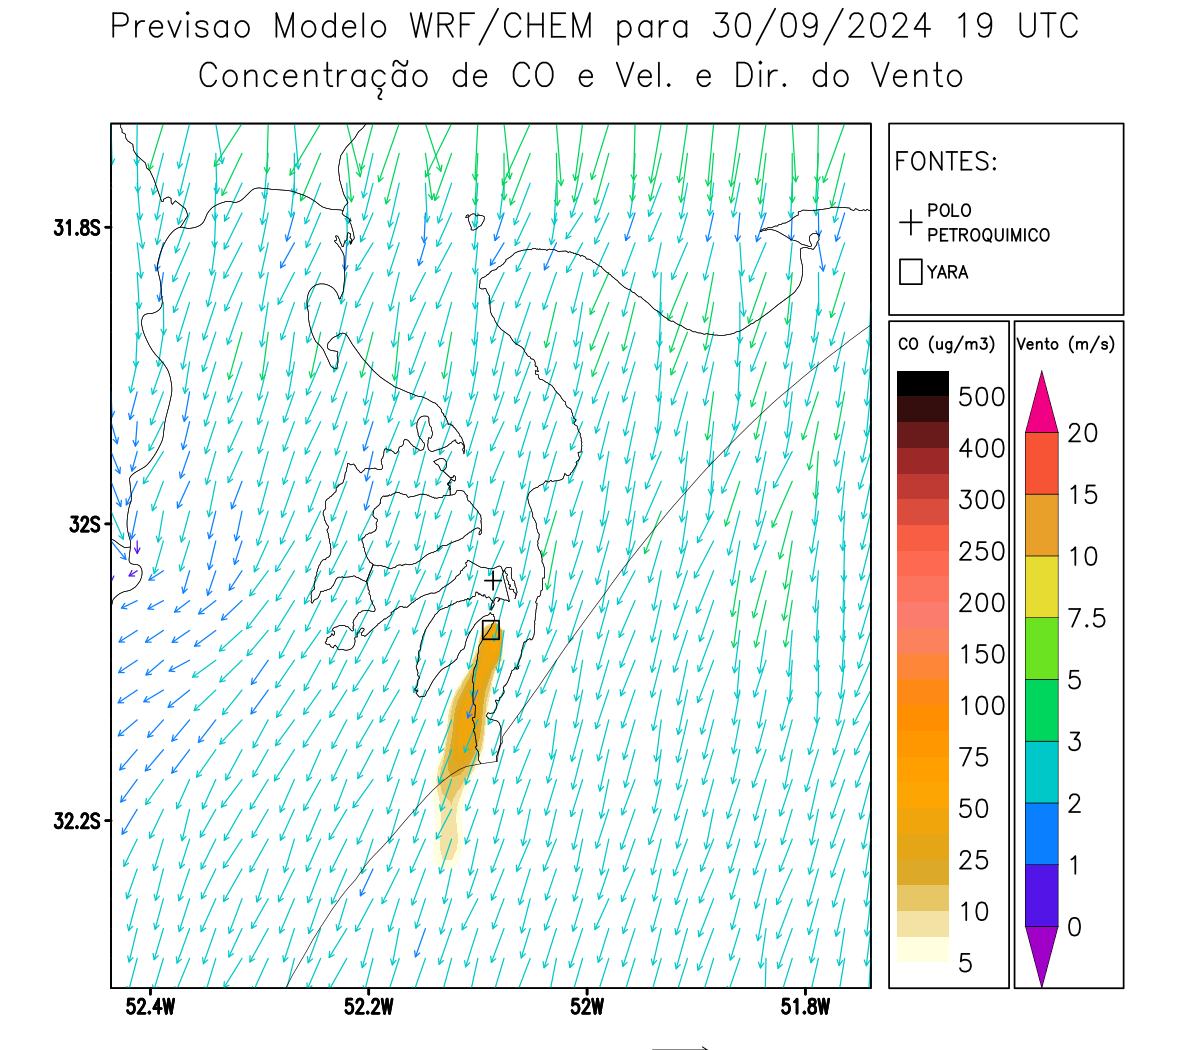 Previsao Modelo WRF/CHEM para 30/09/2024 19 UTC
Concentração de CO e Vel. e Dir. do Vento
FONTES:
POLO
PETROQUIMICO
YARA
CO (ug/m3)
500
400
300
250
200
150
100
75
50
25
10
5
Vento (m/s)
20
15
10
7.5
5
3
2
1
0
31.8S
32S
32.2S
52.4W
52.2W
52W
51.8W